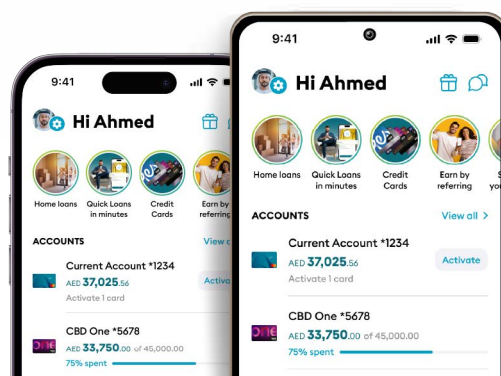 9:41
Hi Ahmed
Home loans
Quick Loans
in minutes
Credit
Cards
Earn by
referring
ACCOUNTS
View
Current Account *1234
AED 37,025.56
Activate 1 card
CBD One *5678
AED 33,750.00 of 45,000.00
75% spent
9:41
Hi Ahmed
Home loans
Quick Loans
in minutes
Credit
Cards
Earn by
referring
ACCOUNTS
View all >
Current Account *1234
AED 37,025.56
Activate
Activate 1 card
CBD One *5678
AED 33,750.00 of 45,000.00
75% spent